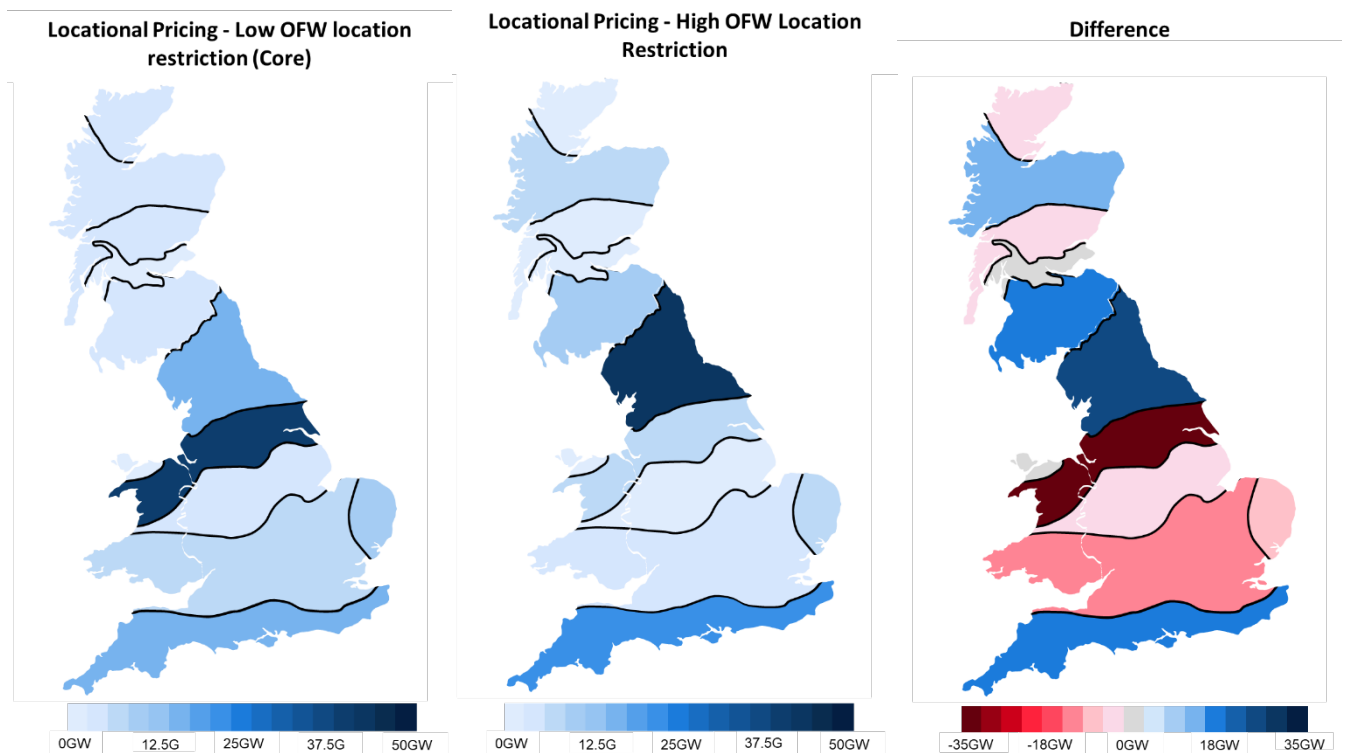 Locational Pricing - Low OFW location
restriction (Core)
Locational Pricing - High OFW Location
Restriction
Difference
0GW 12.5G 25GW 37.5G 50GW
0GW 12.5G 25GW 37.5G 50GW
-35GW -18GW 0GW 18GW 35GW